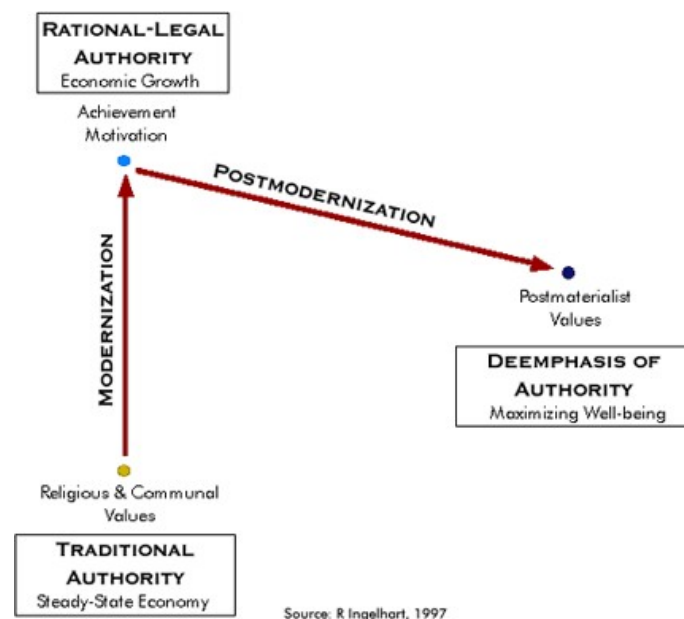 RATIONAL-LEGAL
AUTHORITY
Economic Growth
Achievement
Motivation
POSTMODERNIZATION
MODERNIZATION
Postmaterialist
Values
DEEMPHASIS OF
AUTHORITY
Maximizing Well-being
Religious & Communal
Values
TRADITIONAL
AUTHORITY
Steady-State Economy
Source: R Ingelhart, 1997